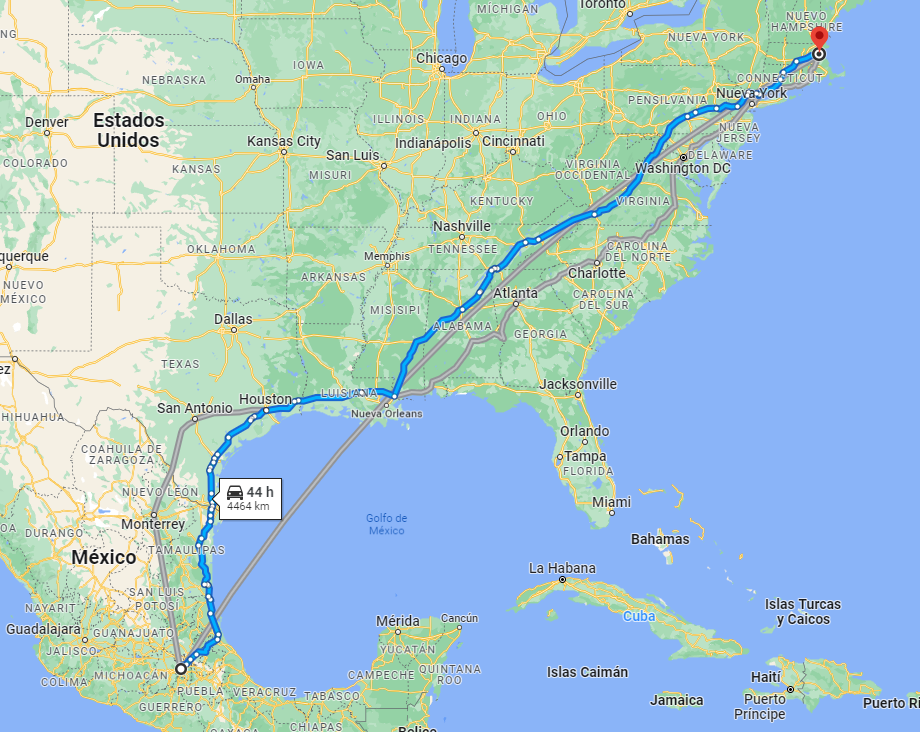 MICHIGAN
Toronto
NUEVO
HAMPSHIRE
NUEVA YORK
NG
IOWA
Chicago
NEBRASKA
Omaha
CONNECTICUT
Nueva York
PENSILVANIA
Denver
Estados
Unidos
ILLINOIS
INDIANA
OHIO
NUEVA
JERSEY
Kansas City
Indianápolis
Cincinnati
San Luis
DELAWARE
COLORADO
KANSAS
MISURI
VIRGINIA
OCCIDENTAL
Washington DC
KENTUCKY
VIRGINIA
Nashville
TENNESSEE
querque
OKLAHOMA
Memphis
CAROLINA
DEL NORTE
Charlotte
NUEVO
MÉXICO
ARKANSAS
Atlanta
CAROLINA
DEL SUR
MISISIPI
Dallas
ALABAMA
GEORGIA
ez
TEXAS
Jacksonville
LUISIANA
Houston
San Antonio
Nueva Orleans
HIHUAHUA
Orlando
Tampa
FLORIDA
COAHUILA DE
ZARAGOZA
NUEVO LEÓN
44 h
4464 km
Miami
Monterrey
Golfo de
México
DURANGO
OA
Bahamas
México
TAMAULIPAS
La Habana
SAN LUIS
POTOSÍ
NAYARIT
Cuba
Islas Turcas
y Caicos
Guadalajara
GUANAJUATO
Mérida
Cancún
JALISCO
YUCATÁN
MICHOACÁN
CAMPECHE
QUINTANA
ROO
Islas Caimán
Haití
COLIMA
PUEBLA
VERACRUZ
TABASCO
Jamaica
Puerto
Príncipe
Puerto Ri
GUERRERO
OAXACA
CHIAPAS
Belice